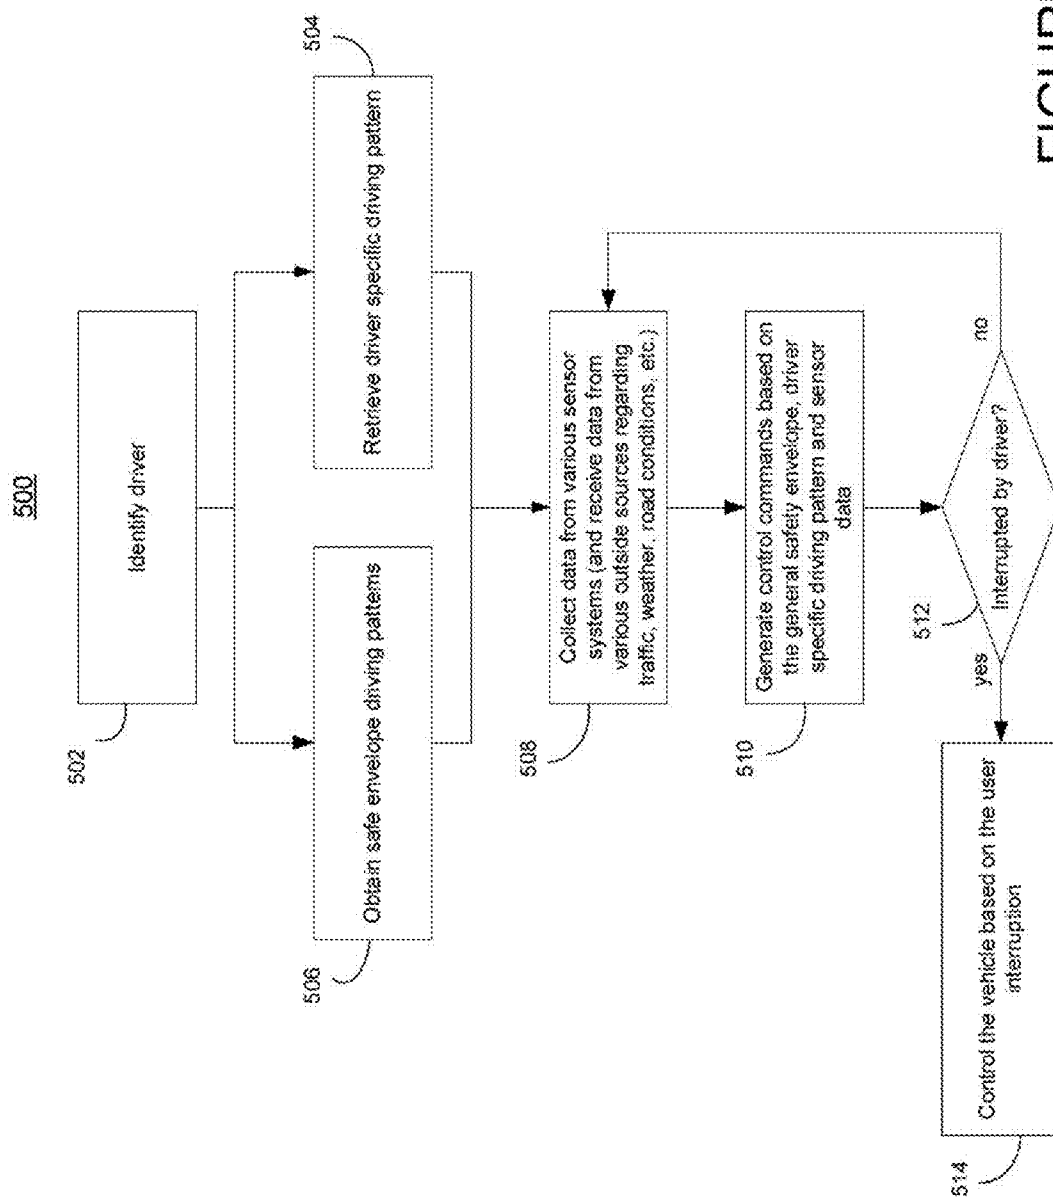 500
Identify driver
502
Obtain safe envelope driving patterns
506
Retrieve driver specific driving pattern
504
Collect data from various sensor
systems (and receive data from
various outside sources regarding
traffic, weather, road conditions, etc.)
508
Generate control commands based on
the general safety envelope, driver
specific driving pattern and sensor
data
510
Interrupted by driver?
512
yes
no
Control the vehicle based on the user
interruption
514